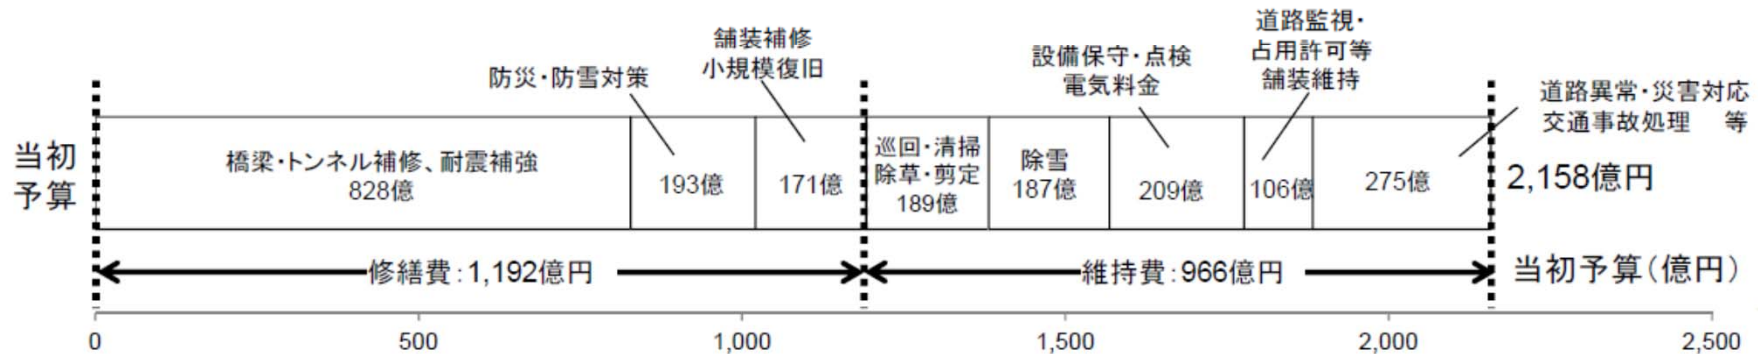 道路監視・
占用許可等
舗装維持
舗装補修
小規模復旧
設備保守・点検
電気料金
防災・防雪対策
道路異常・災害対応
交通事故処理　等
当初
予算
橋梁・トンネル補修、耐震補強
828億
193億
171億
巡回・清掃
除草・剪定
189億
除雪
187億
209億
106億
275億
2,158億円
修繕費：1,192億円
維持費：966億円
当初予算（億円）
0
500
1,000
1,500
2,000
2,500